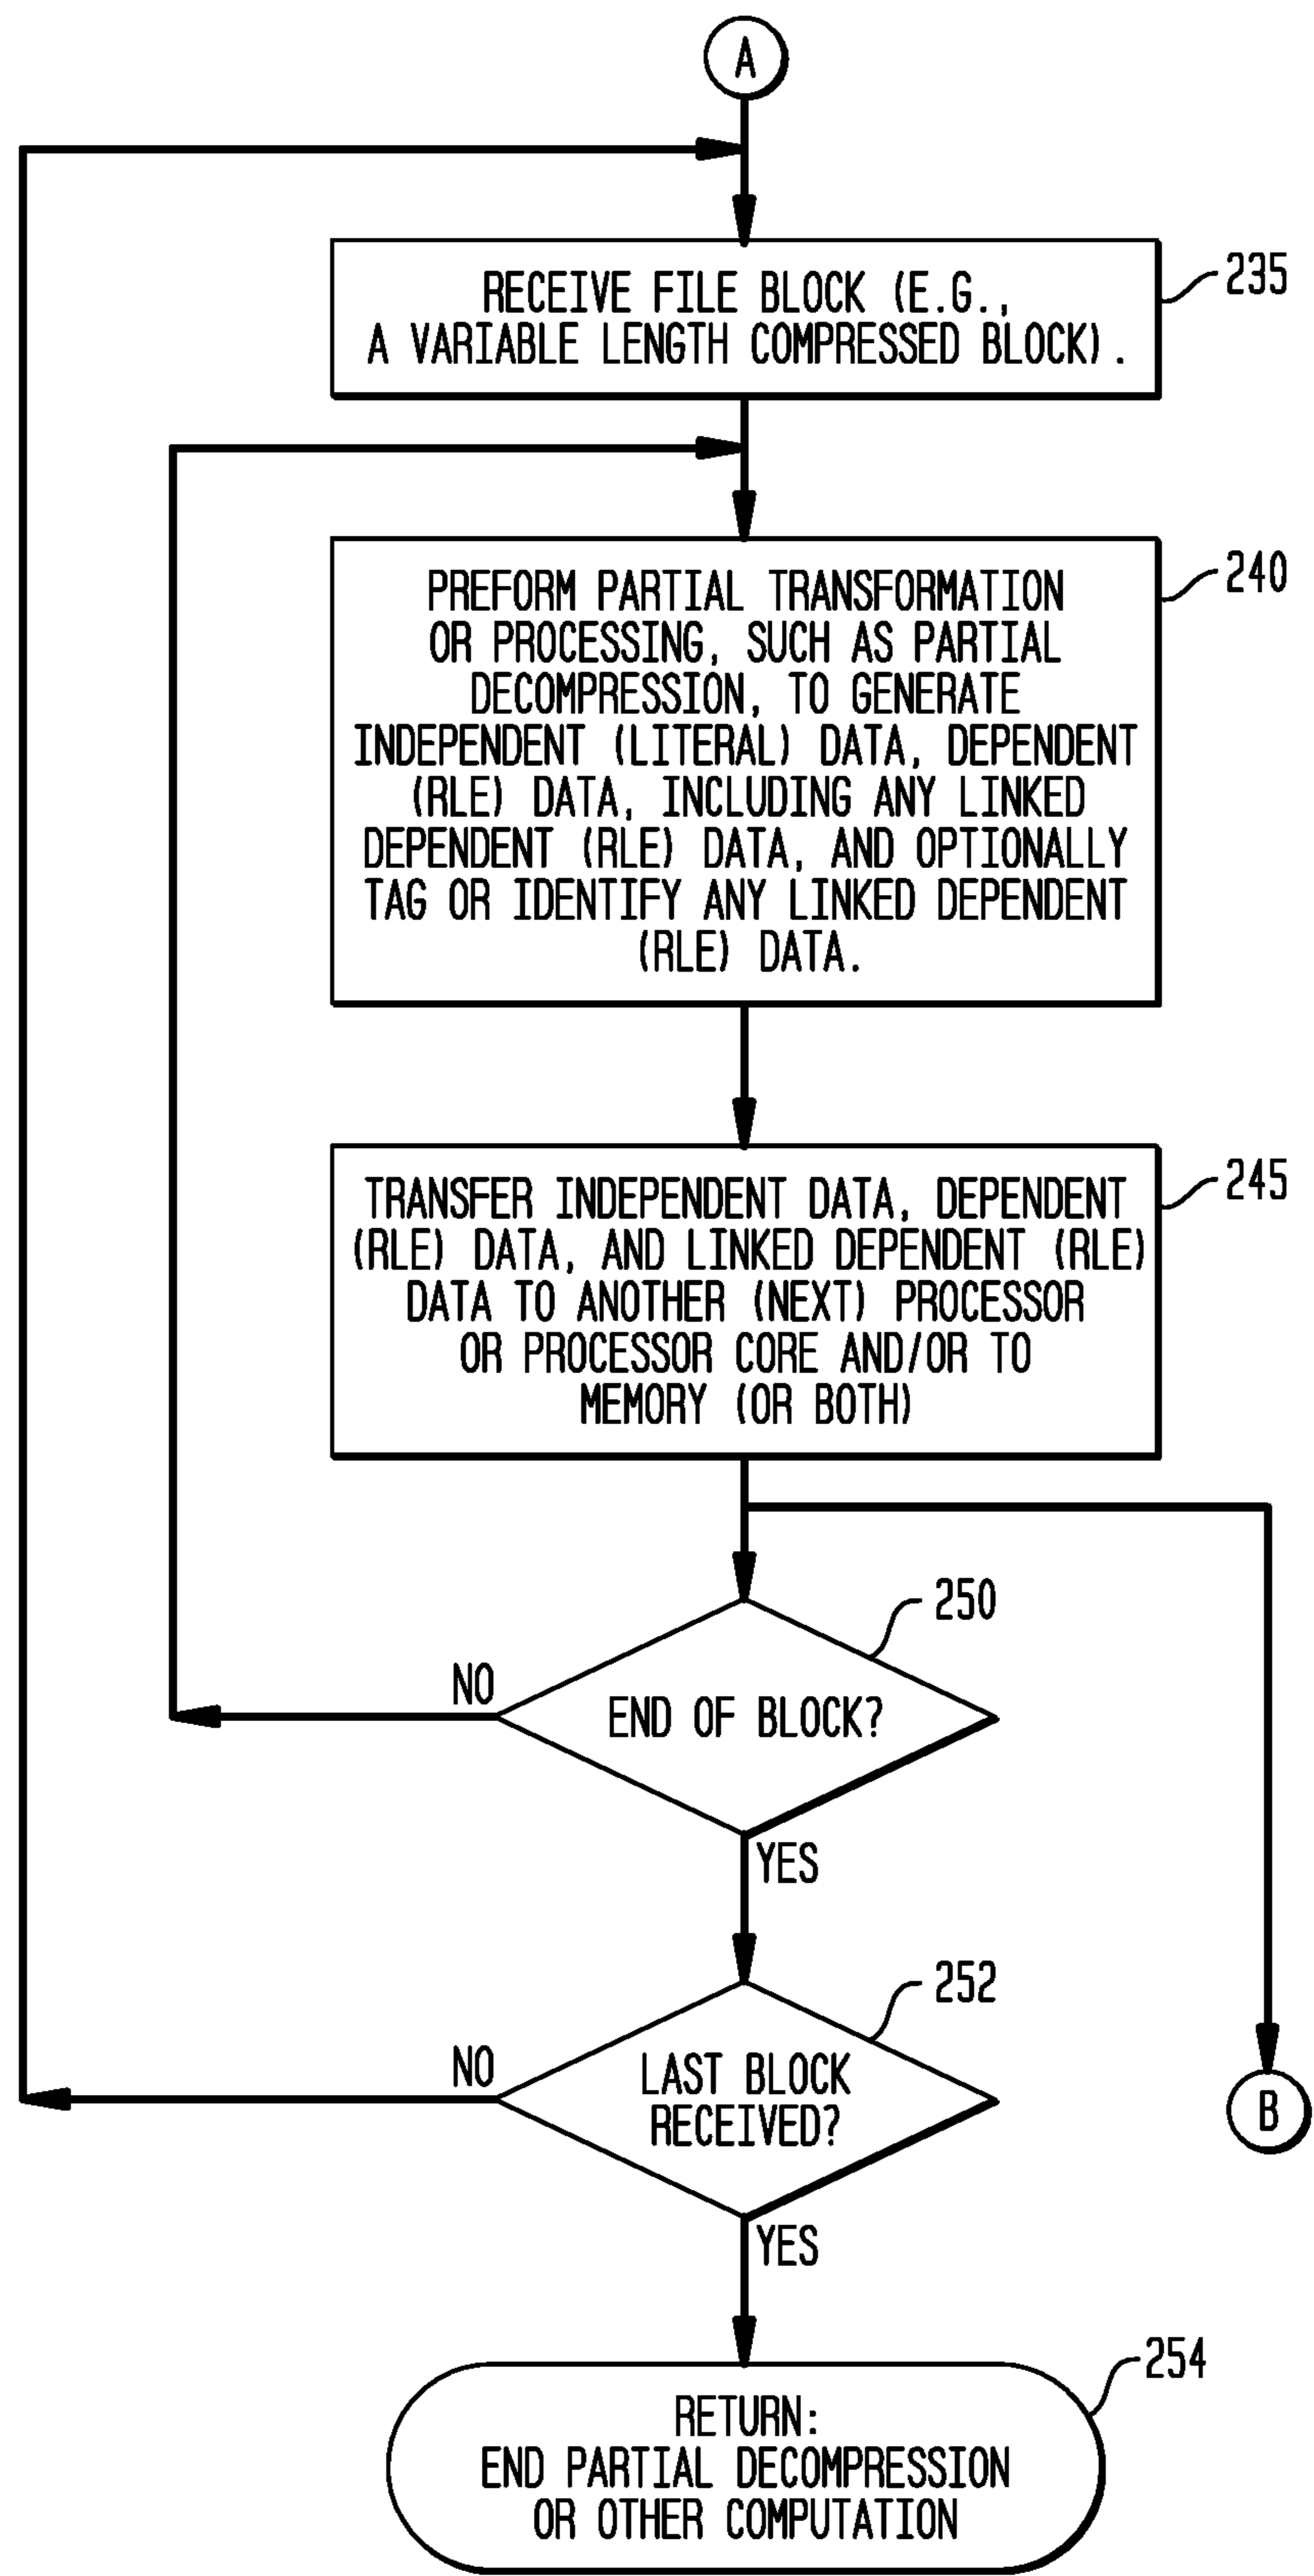 A
RECEIVE FILE BLOCK (E.G.,
A VARIABLE LENGTH COMPRESSED BLOCK).
235
PREFORM PARTIAL TRANSFORMATION
OR PROCESSING, SUCH AS PARTIAL
DECOMPRESSION, TO GENERATE
INDEPENDENT (LITERAL) DATA, DEPENDENT
(RLE) DATA, INCLUDING ANY LINKED
DEPENDENT (RLE) DATA, AND OPTIONALLY
TAG OR IDENTIFY ANY LINKED DEPENDENT
(RLE) DATA.
240
TRANSFER INDEPENDENT DATA, DEPENDENT
(RLE) DATA, AND LINKED DEPENDENT (RLE)
DATA TO ANOTHER (NEXT) PROCESSOR
OR PROCESSOR CORE AND/OR TO
MEMORY (OR BOTH)
245
250
NO
END OF BLOCK?
YES
252
NO
LAST BLOCK
RECEIVED?
B
YES
254
RETURN:
END PARTIAL DECOMPRESSION
OR OTHER COMPUTATION